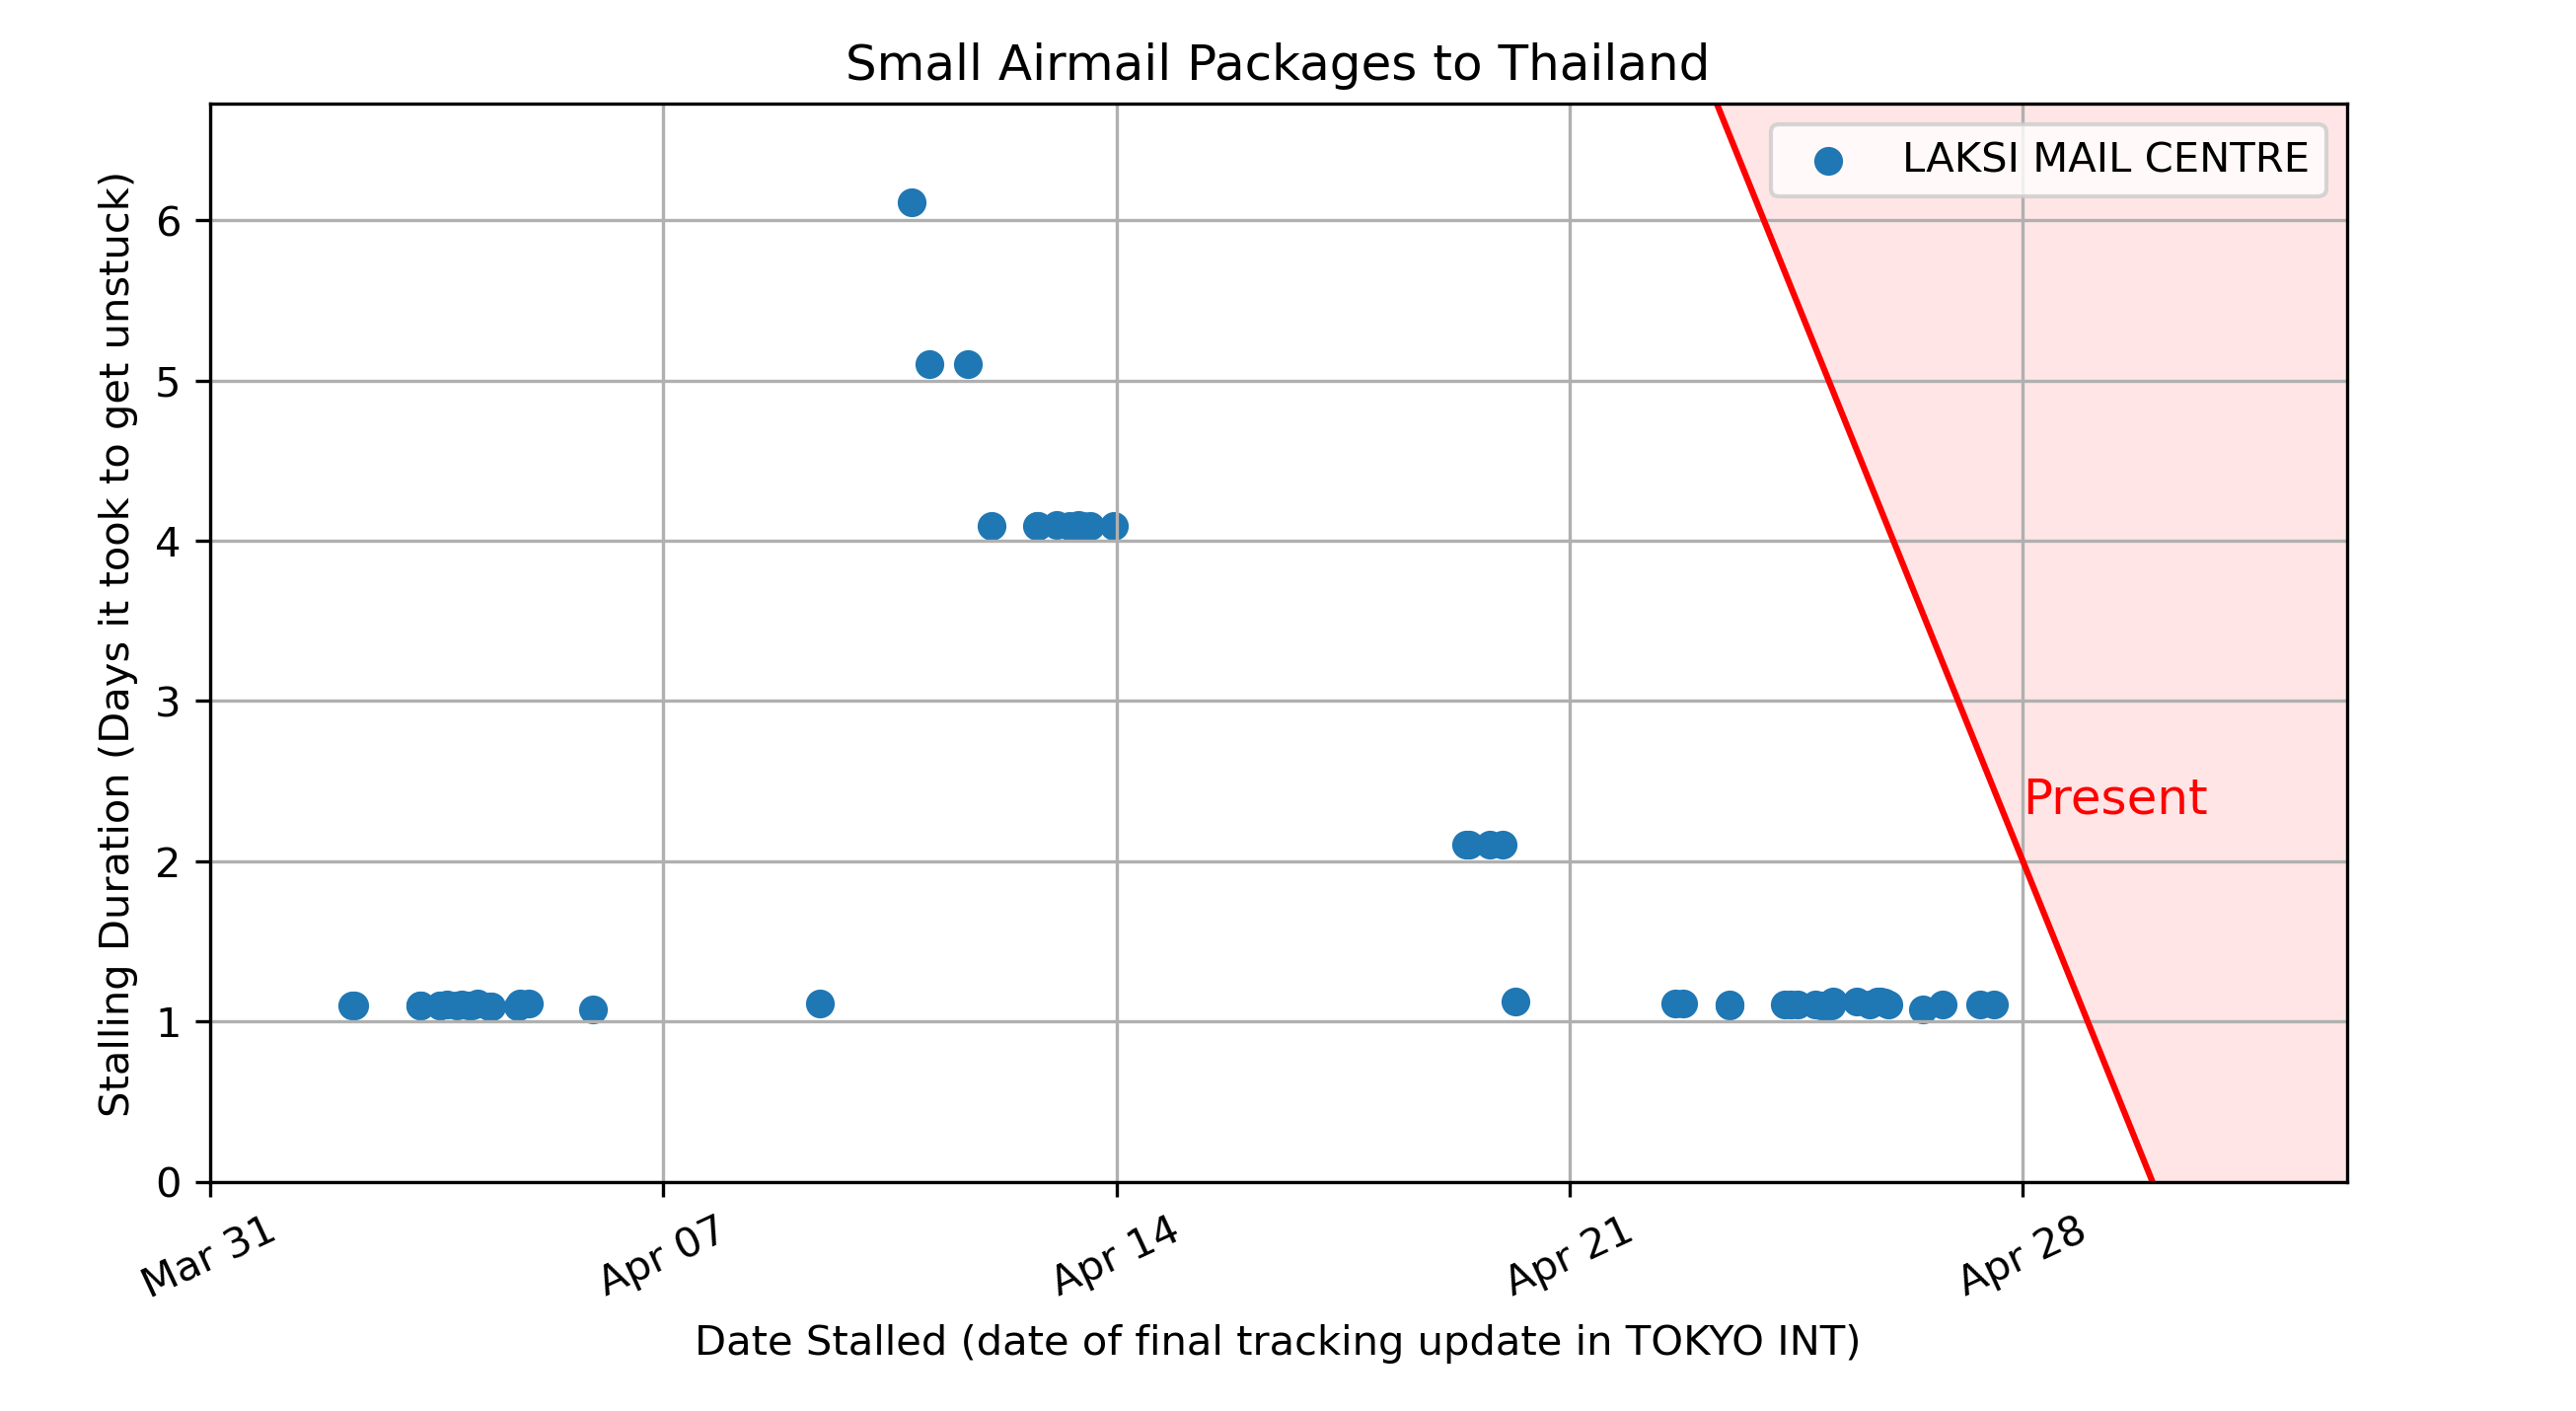 Small Airmail Packages to Thailand
LAKSI MAIL CENTRE
Stalling Duration (Days it took to get unstuck)
6
5
4
3
2
1
0
Present
Mar 31
Apr 07
Apr 14
Apr 21
Apr 28
Date Stalled (date of final tracking update in TOKYO INT)